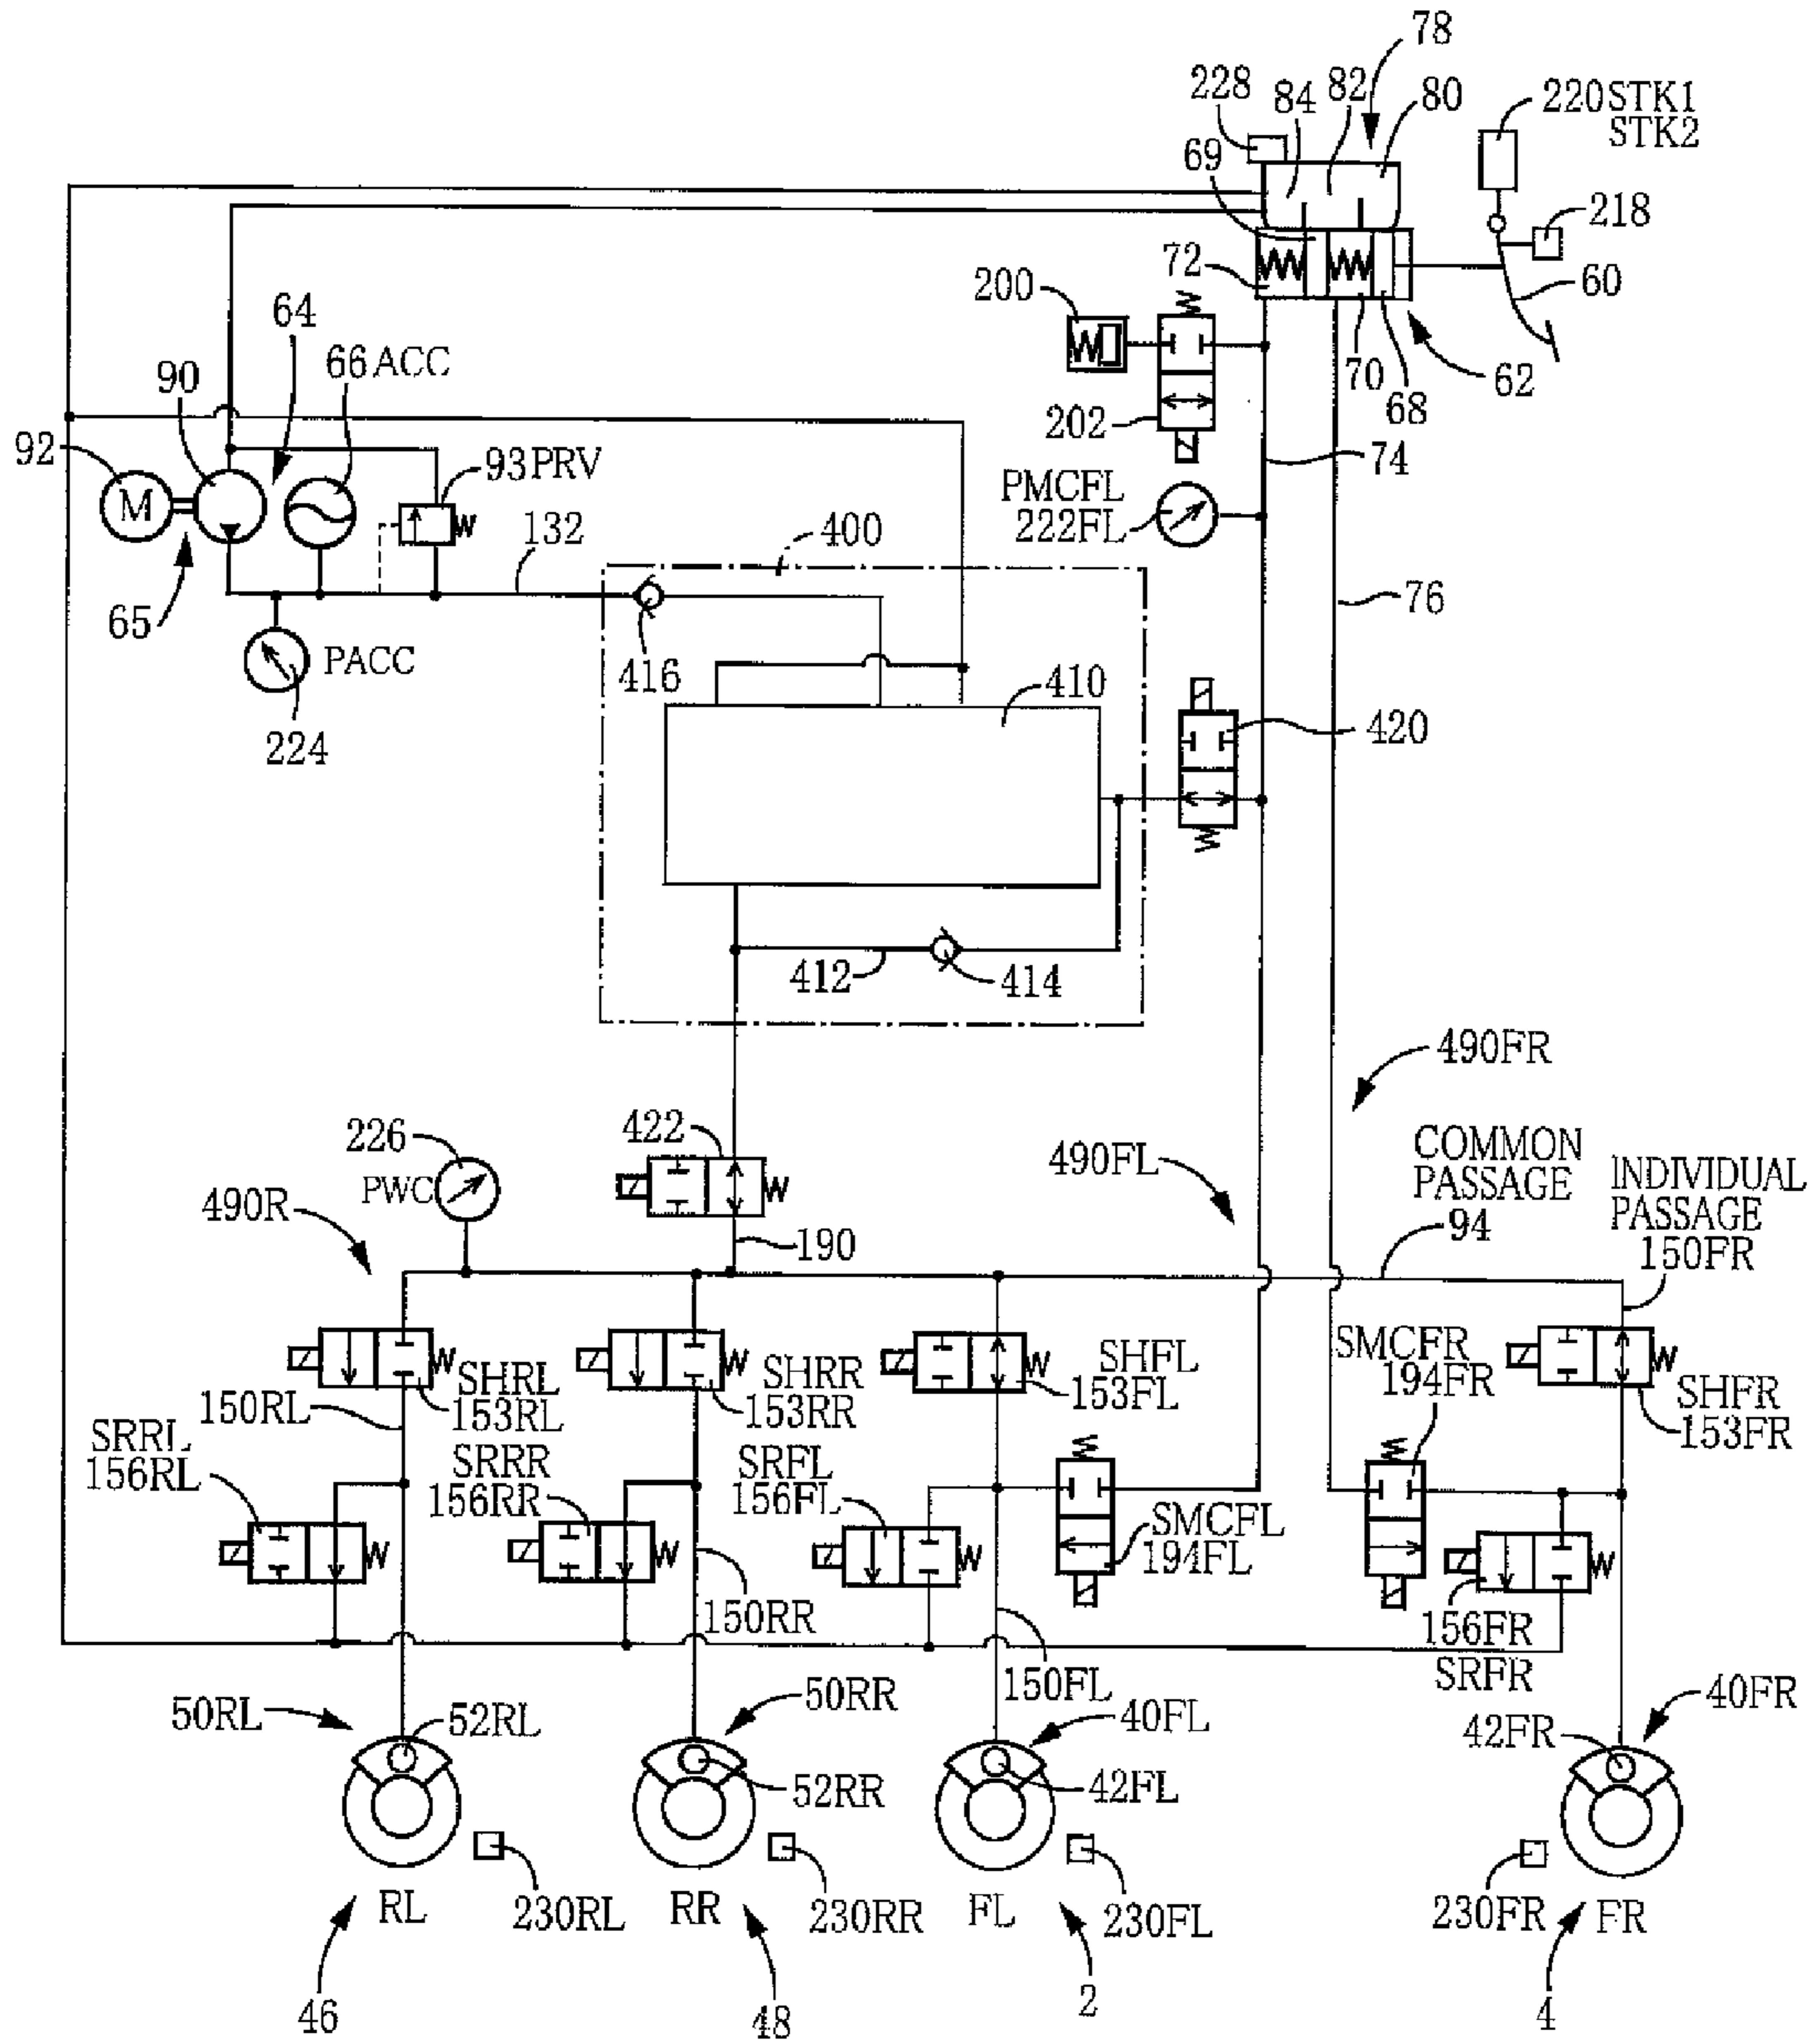 78
228
84
82
80
220STK1
STK2
69
218
72
200
60
64
66ACC
90
70
68
62
202
92
93PRV
74
M
PMCFL
222FL
132
400
65
76
PACC
416
410
224
420
412
414
490FR
226
422
COMMON
PASSAGE
94
INDIVIDUAL
PASSAGE
150FR
490FL
PWC
490R
190
SMCFR
194FR
SHRL
153RL
SHRR
153RR
SHFL
153FL
SHFR
153FR
150RL
SRRL
156RL
SRRR
156RR
SRFL
156FL
SMCFL
194FL
150RR
156FR
SRFR
150FL
50RL
52RL
50RR
40FL
40FR
42FR
52RR
42FL
RL
230RL
RR
230RR
FL
230FL
230FR
FR
46
48
2
4